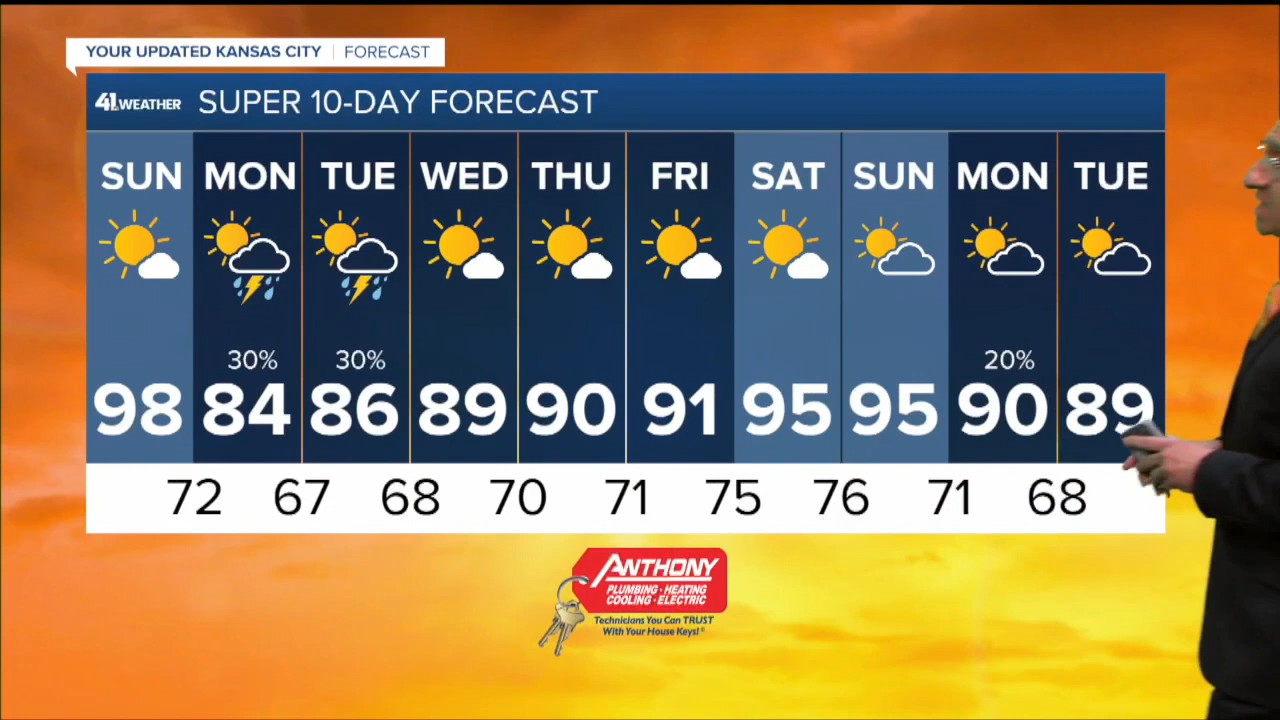 YOUR UPDATED KANSAS CITY | FORECAST
41 WEATHER SUPER 10-DAY FORECAST
SUN MON TUE WED THU FRI SAT SUN MON TUE
30% 30% 20%
98 84 86 89 90 91 95 95 90 89
72 67 68 70 71 75 76 71 68
ANTHONY
PLUMBING · HEATING
COOLING · ELECTRIC
Technicians You Can TRUST
With Your House Keys!®